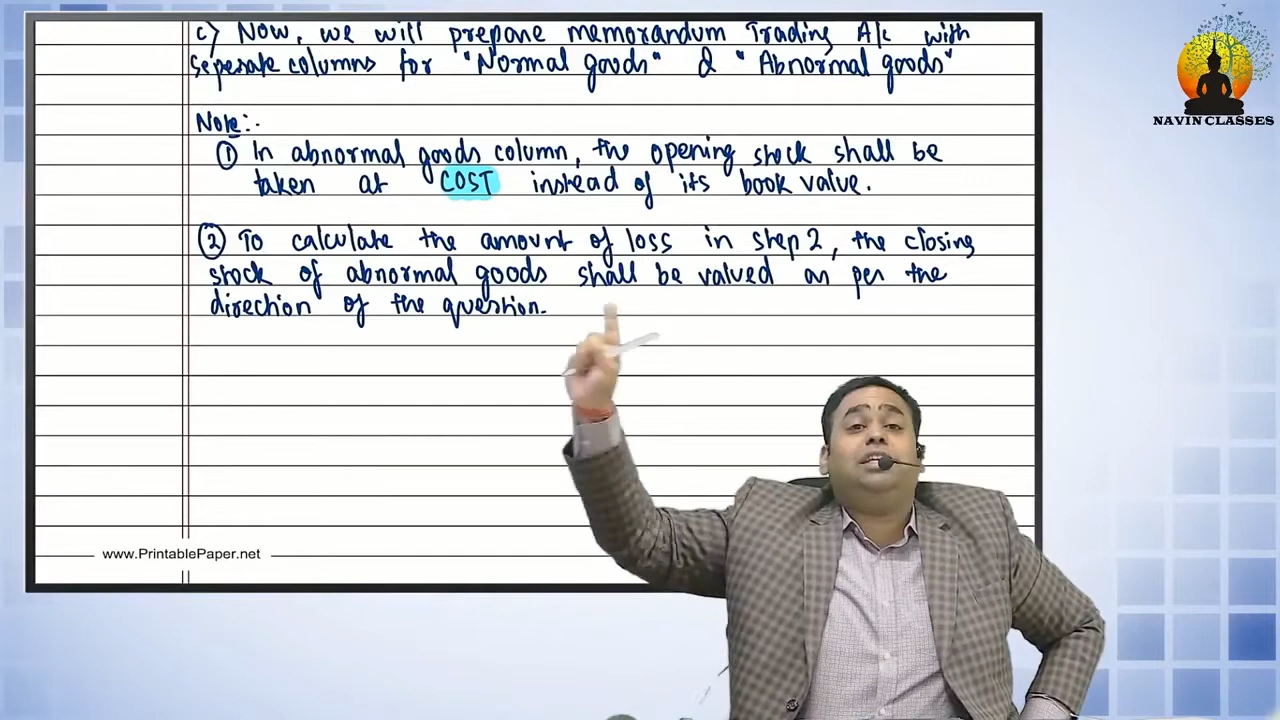 c) Now, we will prepare memorandum Trading A/c with
seperate columns for "Normal goods" & "Abnormal goods"
NAVIN CLASSES
Note:-
① In abnormal goods column, the opening stock shall be
taken at COST instead of its book value.
② To calculate the amount of loss in step 2, the closing
stock of abnormal goods shall be valued as per the
direction of the question.
www.PrintablePaper.net